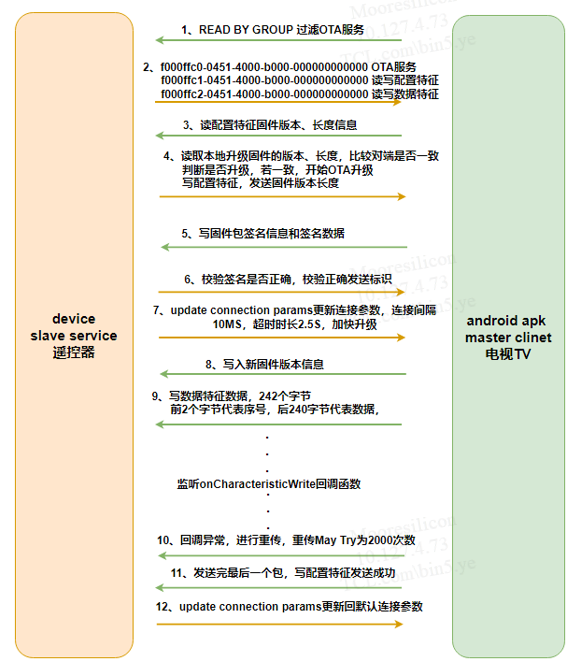 1、READ BY GROUP 过滤OTA服务
2、f000ffc0-0451-4000-b000-000000000000 OTA服务
f000ffc1-0451-4000-b000-000000000000 读写配置特征
f000ffc2-0451-4000-b000-000000000000 读写数据特征
3、读配置特征固件版本、长度信息
4、读取本地升级固件的版本、长度，比较对端是否一致
判断是否升级，若一致，开始OTA升级
写配置特征，发送固件版本长度
5、写固件包签名信息和签名数据
6、校验签名是否正确，校验正确发送标识
7、update connection params更新连接参数，连接间隔
10MS，超时时长2.5S，加快升级
8、写入新固件版本信息
9、写数据特征数据，242个字节
前2个字节代表序号，后240字节代表数据，
监听onCharacteristicWrite回调函数
10、回调异常，进行重传，重传May Try为2000次数
11、发送完最后一个包，写配置特征发送成功
12、update connection params更新回默认连接参数
device
slave service
遥控器
android apk
master clinet
电视TV
Mooresilicon
10.127.4.73
TCL.com\bin5.ye
Mooresilicon
10.127.4.73
TCL.com\bin5.ye